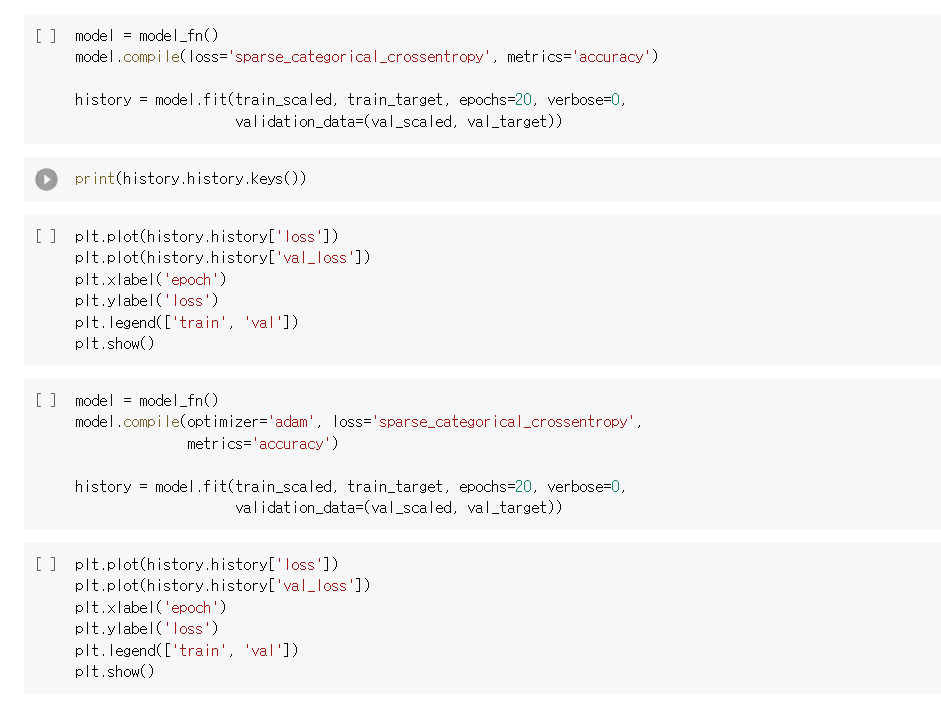 [ ] model = model_fn()
model.compile(loss='sparse_categorical_crossentropy', metrics='accuracy')
history = model.fit(train_scaled, train_target, epochs=20, verbose=0,
validation_data=(val_scaled, val_target))
print(history.history.keys())
[ ] plt.plot(history.history['loss'])
plt.plot(history.history['val_loss'])
plt.xlabel('epoch')
plt.ylabel('loss')
plt.legend(['train', 'val'])
plt.show()
[ ] model = model_fn()
model.compile(optimizer='adam', loss='sparse_categorical_crossentropy',
metrics='accuracy')
history = model.fit(train_scaled, train_target, epochs=20, verbose=0,
validation_data=(val_scaled, val_target))
[ ] plt.plot(history.history['loss'])
plt.plot(history.history['val_loss'])
plt.xlabel('epoch')
plt.ylabel('loss')
plt.legend(['train', 'val'])
plt.show()